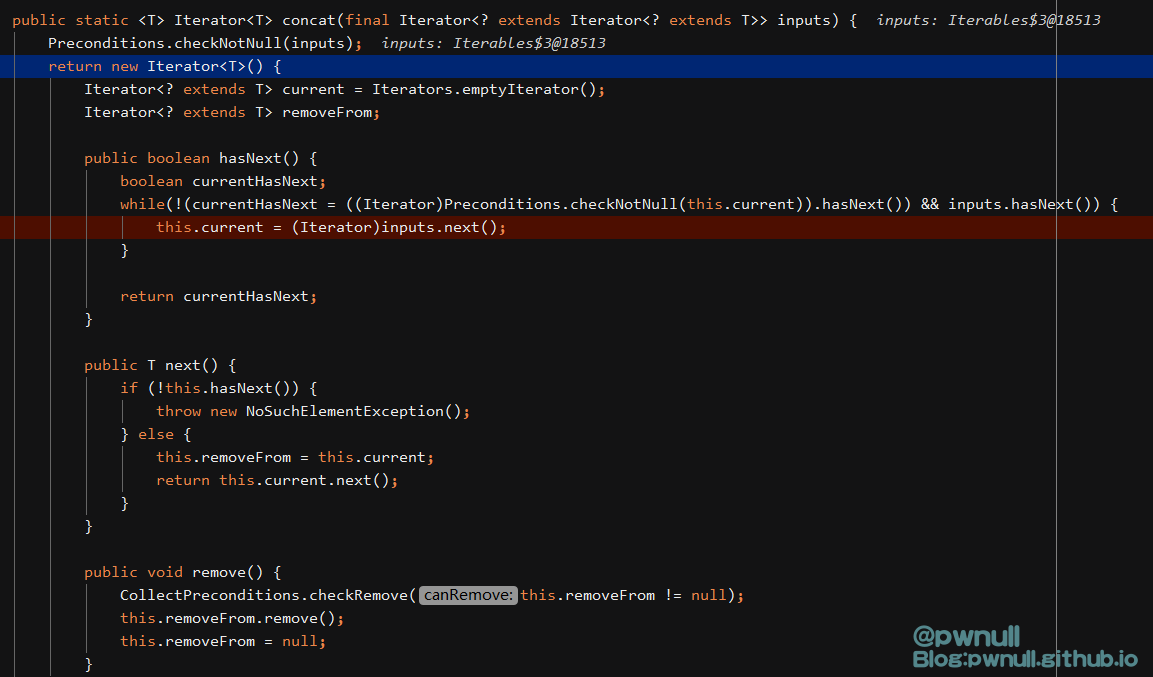 public static <T> Iterator<T> concat(final Iterator<? extends Iterator<? extends T>> inputs) {  inputs: Iterables$3@18513
    Preconditions.checkNotNull(inputs);  inputs: Iterables$3@18513
    return new Iterator<T>() {
        Iterator<? extends T> current = Iterators.emptyIterator();
        Iterator<? extends T> removeFrom;
        public boolean hasNext() {
            boolean currentHasNext;
            while(!(currentHasNext = ((Iterator)Preconditions.checkNotNull(this.current)).hasNext()) && inputs.hasNext()) {
                this.current = (Iterator)inputs.next();
            }
            return currentHasNext;
        }
        public T next() {
            if (!this.hasNext()) {
                throw new NoSuchElementException();
            } else {
                this.removeFrom = this.current;
                return this.current.next();
            }
        }
        public void remove() {
            CollectPreconditions.checkRemove( canRemove: this.removeFrom != null);
            this.removeFrom.remove();
            this.removeFrom = null;
        }
@pwnull
Blog:pwnull.github.io